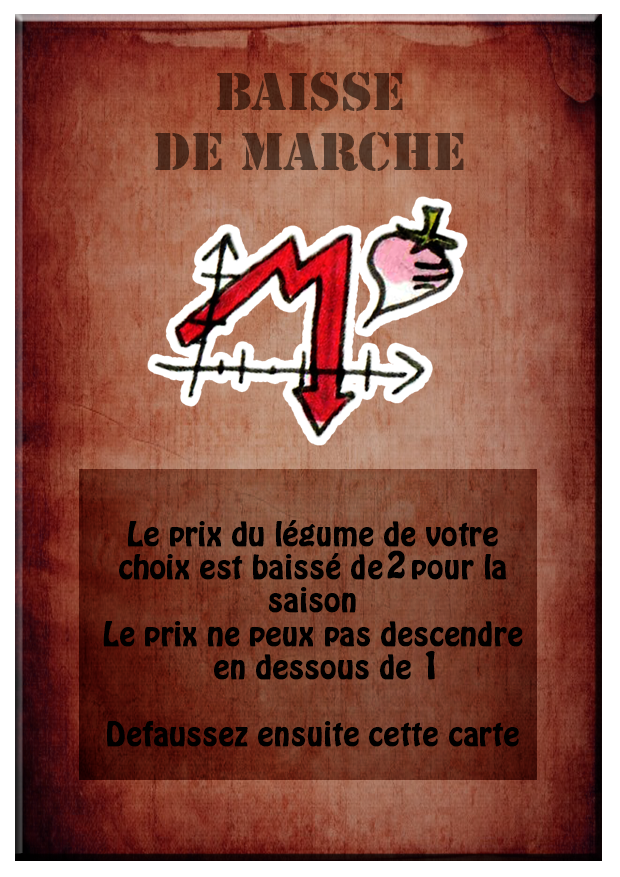 BAISSE
DE MARCHE
Le prix du légume de votre
choix est baissé de 2 pour la
saison
Le prix ne peux pas descendre
en dessous de 1
Defaussez ensuite cette carte